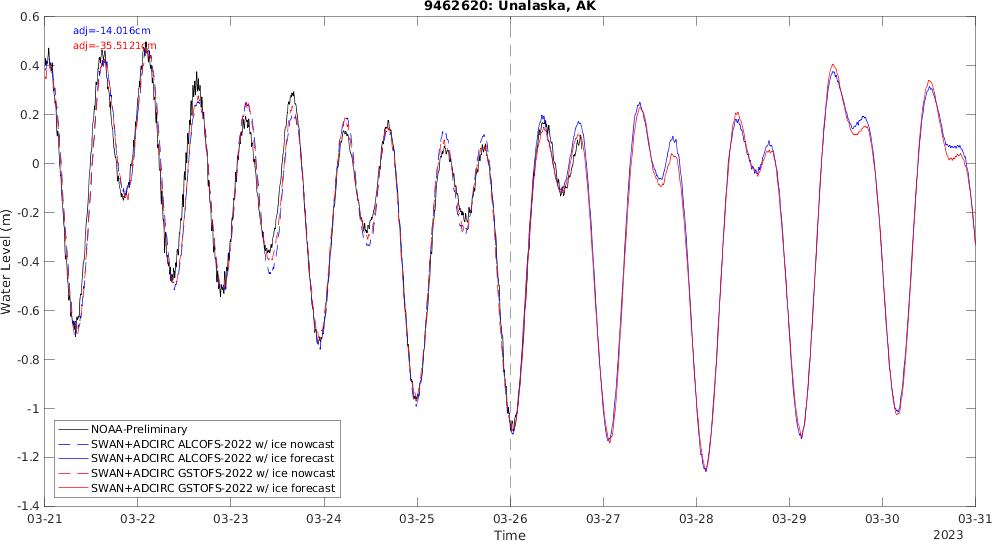 9462620: Unalaska, AK
adj=-14.016cm
adj=-35.5121cm
Water Level (m)
0.6
0.4
0.2
0
-0.2
-0.4
-0.6
-0.8
-1
-1.2
-1.4
NOAA-Preliminary
SWAN+ADCIRC ALCOFS-2022 w/ ice nowcast
SWAN+ADCIRC ALCOFS-2022 w/ ice forecast
SWAN+ADCIRC GSTOFS-2022 w/ ice nowcast
SWAN+ADCIRC GSTOFS-2022 w/ ice forecast
03-21 03-22 03-23 03-24 03-25 03-26 03-27 03-28 03-29 03-30 03-31
Time
2023